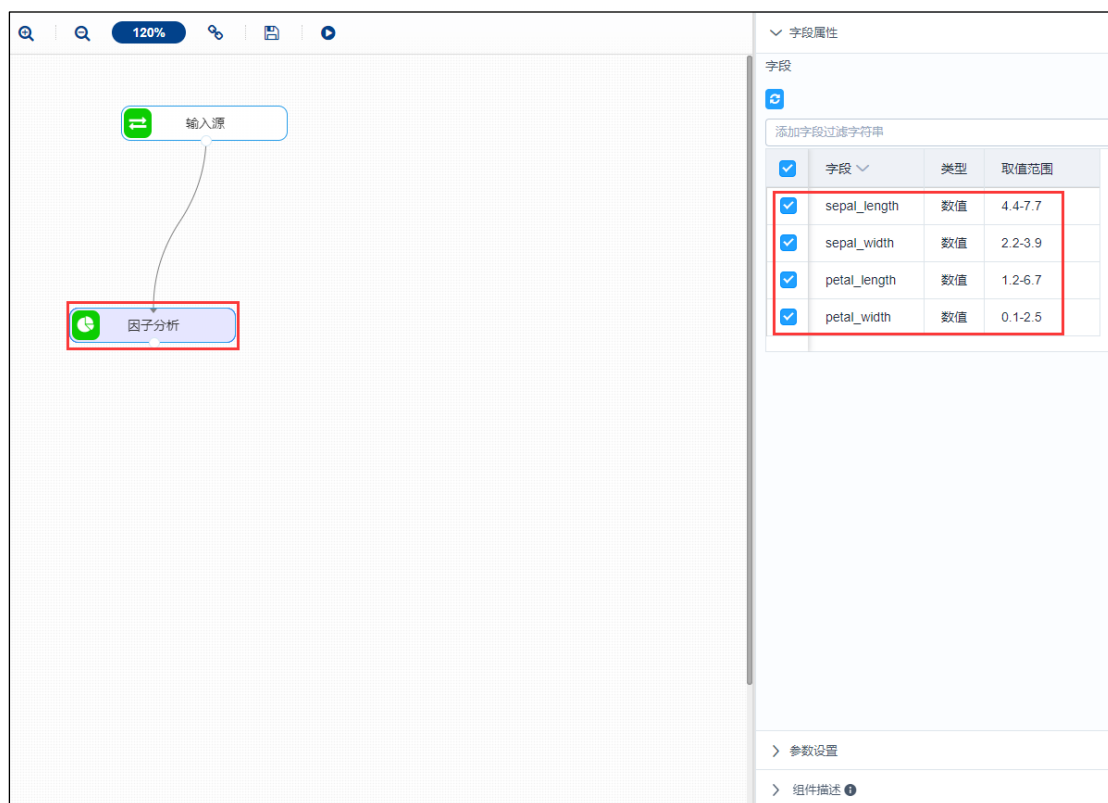 120%
字段属性
字段
输入源
添加字段过滤字符串
字段 类型 取值范围
sepal_length 数值 4.4-7.7
sepal_width 数值 2.2-3.9
petal_length 数值 1.2-6.7
petal_width 数值 0.1-2.5
因子分析
参数设置
组件描述